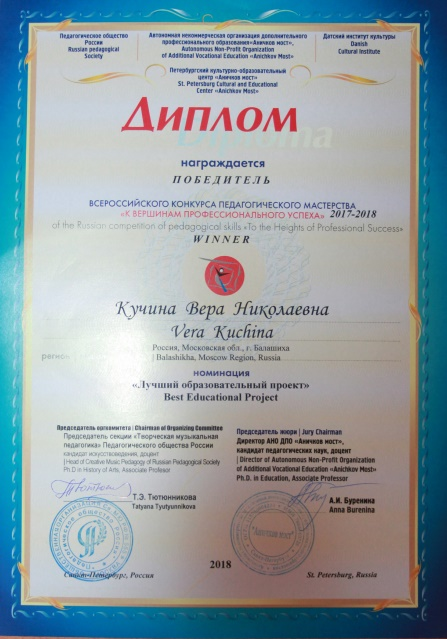 Педагогическое общество
России
Russian pedagogical
Society
Автономная некоммерческая организация дополнительного
профессионального образования«Аничков мост»,
Autonomous Non-Profit Organization
of Additional Vocational Education «Anichkov Most»
Датский институт культуры
Danish
Cultural Institute
Петербургский культурно-образовательный
центр «Аничков Мост»
St. Petersburg Cultural and Educational
Center «Anichkov Most»
Диплом
Diploma
награждается
ПОБЕДИТЕЛЬ
ВСЕРОССИЙСКОГО КОНКУРСА ПЕДАГОГИЧЕСКОГО МАСТЕРСТВА
«К ВЕРШИНАМ ПРОФЕССИОНАЛЬНОГО УСПЕХА» 2017-2018
of the Russian competition of pedagogical skills «To the Heights of Professional Success»
WINNER
Кучина Вера Николаевна
Vera Kuchina
Россия, Московская обл., г. Балашиха
Balashikha, Moscow Region, Russia
номинация
«Лучший образовательный проект»
Best Educational Project
Председатель оргкомитета | Chairman of Organizing Committee
Председатель секции «Творческая музыкальная
педагогика» Педагогического общества России
кандидат искусствоведения, доцент
| Head of Creative Music Pedagogy of Russian Pedagogical Society
Ph.D in History of Arts, Associate Professor
Т.Э. Тютюнникова
Tatyana Tyutyunnikova
Председатель жюри | Jury Chairman
Директор АНО ДПО «Аничков мост»,
кандидат педагогических наук, доцент
| Director of Autonomous Non-Profit Organization
of Additional Vocational Education «Anichkov Most»
Ph.D. in Education, Associate Professor
А.И. Буренина
Anna Burenina
Санкт-Петербург, Россия
2018
St. Petersburg, Russia